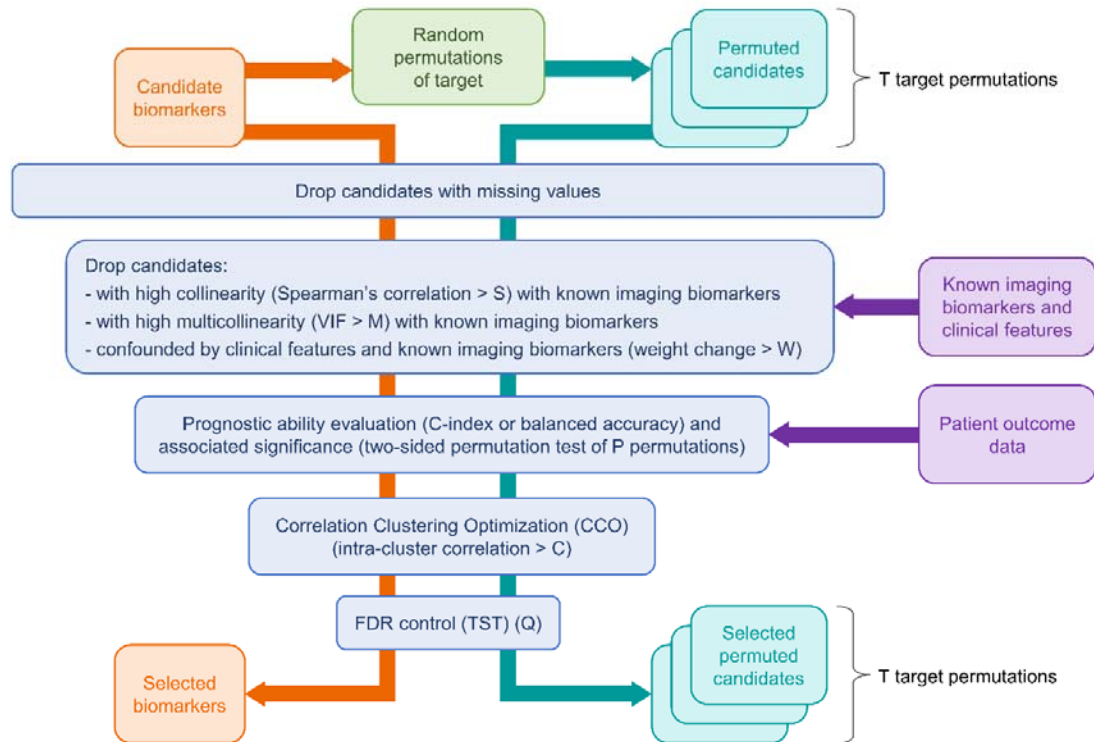 Candidate
biomarkers
Random
permutations
of target
Permuted
candidates
T target permutations
Drop candidates with missing values
Drop candidates:
- with high collinearity (Spearman's correlation > S) with known imaging biomarkers
- with high multicollinearity (VIF > M) with known imaging biomarkers
- confounded by clinical features and known imaging biomarkers (weight change > W)
Known imaging
biomarkers and
clinical features
Prognostic ability evaluation (C-index or balanced accuracy) and
associated significance (two-sided permutation test of P permutations)
Patient outcome
data
Correlation Clustering Optimization (CCO)
(intra-cluster correlation > C)
FDR control (TST) (Q)
Selected
biomarkers
Selected
permuted
candidates
T target permutations